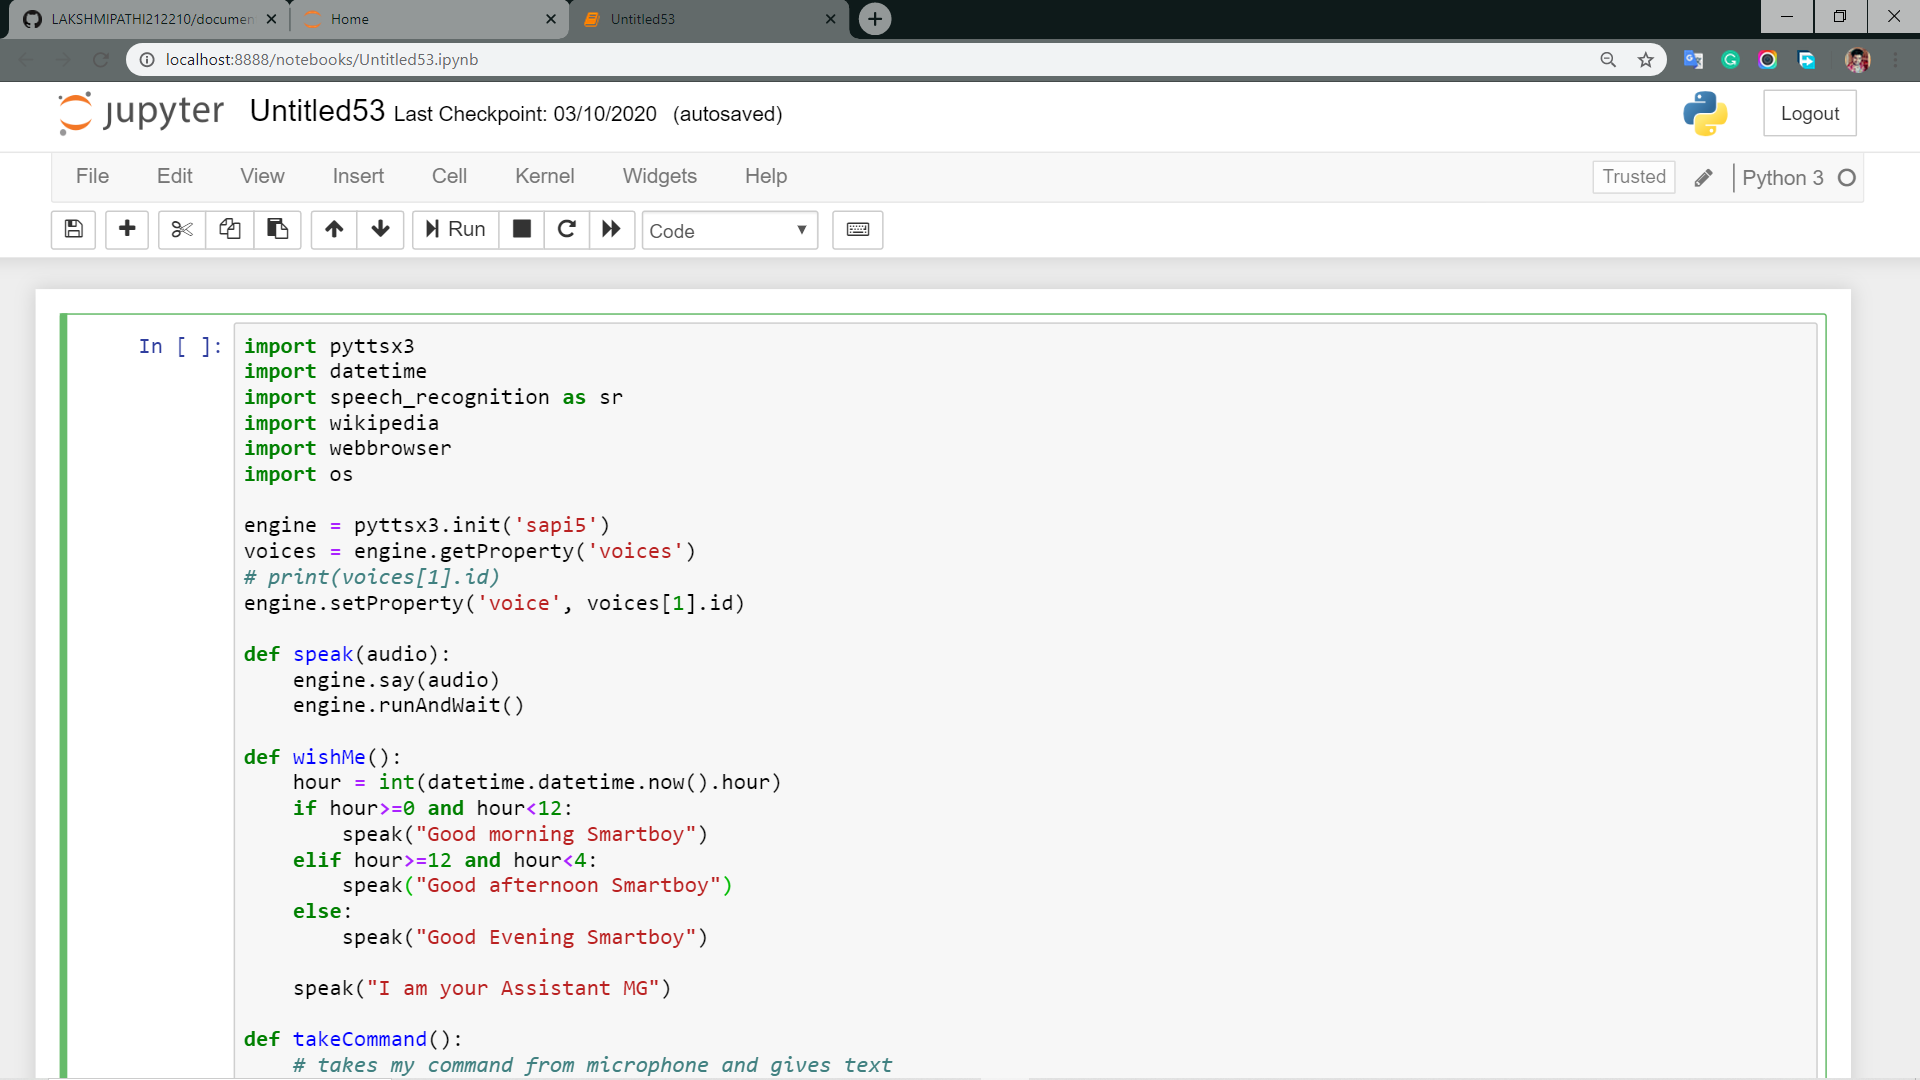 LAKSHMIPATHI212210/documen
Home
Untitled53
localhost:8888/notebooks/Untitled53.ipynb
jupyter Untitled53 Last Checkpoint: 03/10/2020 (autosaved)
Logout
File Edit View Insert Cell Kernel Widgets Help
Trusted Python 3
Run Code
In [ ]:
import pyttsx3
import datetime
import speech_recognition as sr
import wikipedia
import webbrowser
import os
engine = pyttsx3.init('sapi5')
voices = engine.getProperty('voices')
# print(voices[1].id)
engine.setProperty('voice', voices[1].id)
def speak(audio):
    engine.say(audio)
    engine.runAndWait()
def wishMe():
    hour = int(datetime.datetime.now().hour)
    if hour>=0 and hour<12:
        speak("Good morning Smartboy")
    elif hour>=12 and hour<4:
        speak("Good afternoon Smartboy")
    else:
        speak("Good Evening Smartboy")
    speak("I am your Assistant MG")
def takeCommand():
    # takes my command from microphone and gives text